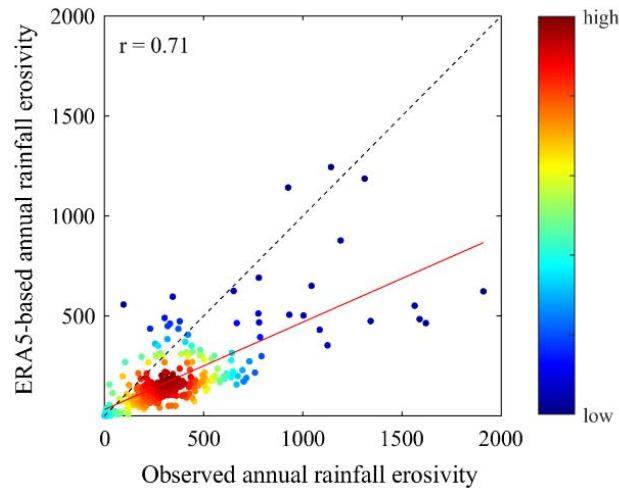 r = 0.71
ERA5-based annual rainfall erosivity
2000
1500
1000
500
0
500
1000
1500
2000
Observed annual rainfall erosivity
high
low